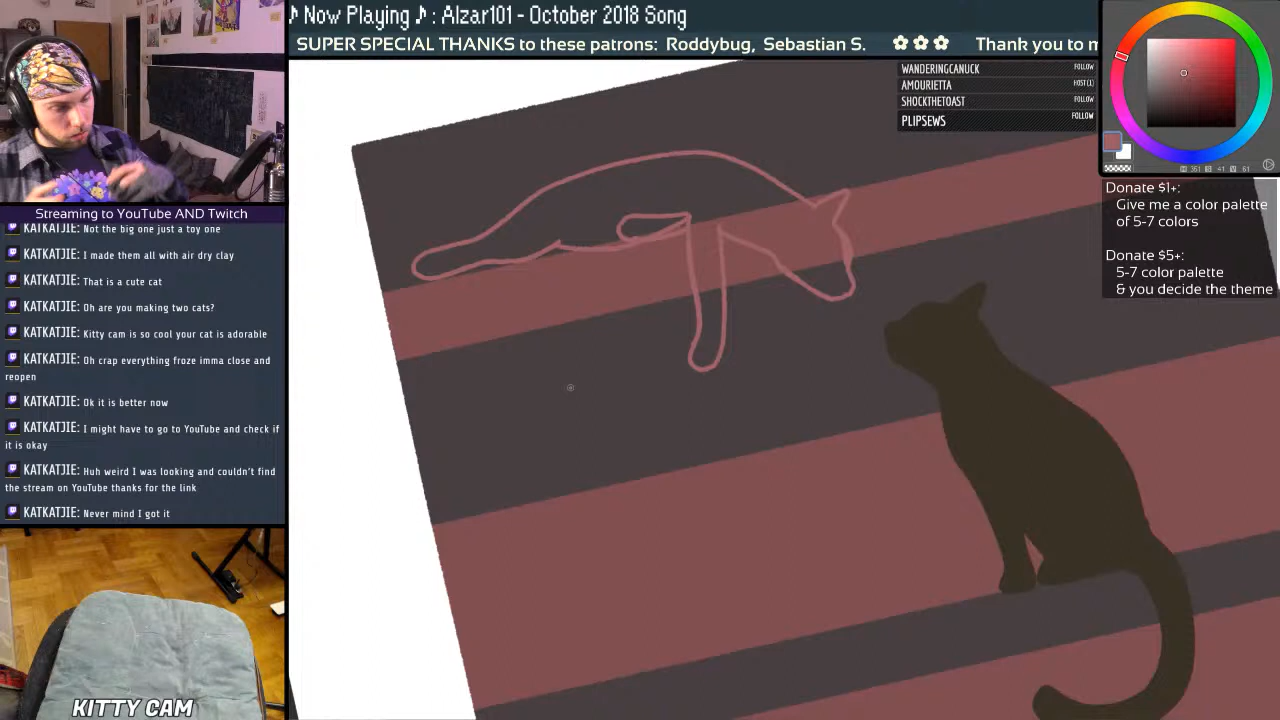 ♪ Now Playing ♪ : Alzar101 - October 2018 Song
SUPER SPECIAL THANKS to these patrons: Roddybug, Sebastian S. ✿ ✿ ✿ Thank you to m
WANDERINGCANUCK FOLLOW
AMOURIETTA HOST (1)
SHOCKTHETOAST FOLLOW
PLIPSEWS FOLLOW
Donate $1+:
Give me a color palette
of 5-7 colors
Donate $5+:
5-7 color palette
& you decide the theme
Streaming to YouTube AND Twitch
KATKATJIE: Not the big one just a toy one
KATKATJIE: I made them all with air dry clay
KATKATJIE: That is a cute cat
KATKATJIE: Oh are you making two cats?
KATKATJIE: Kitty cam is so cool your cat is adorable
KATKATJIE: Oh crap everything froze imma close and
reopen
KATKATJIE: Ok it is better now
KATKATJIE: I might have to go to YouTube and check if
it is okay
KATKATJIE: Huh weird I was looking and couldn't find
the stream on YouTube thanks for the link
KATKATJIE: Never mind I got it
KITTY CAM